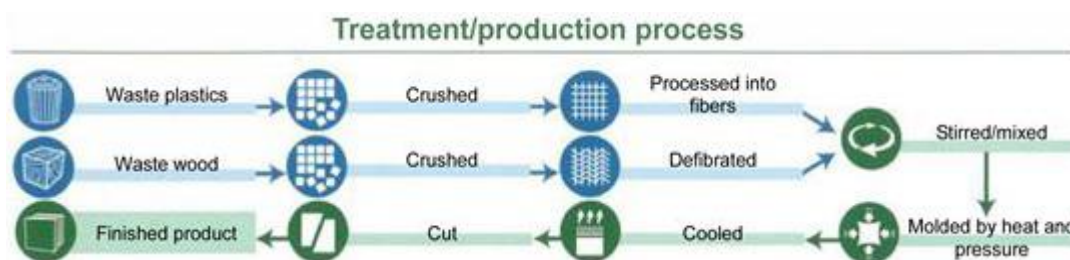 Treatment/production process
Waste plastics
Crushed
Processed into
fibers
Stirred/mixed
Waste wood
Crushed
Defibrated
Finished product
Cut
Cooled
Molded by heat and
pressure